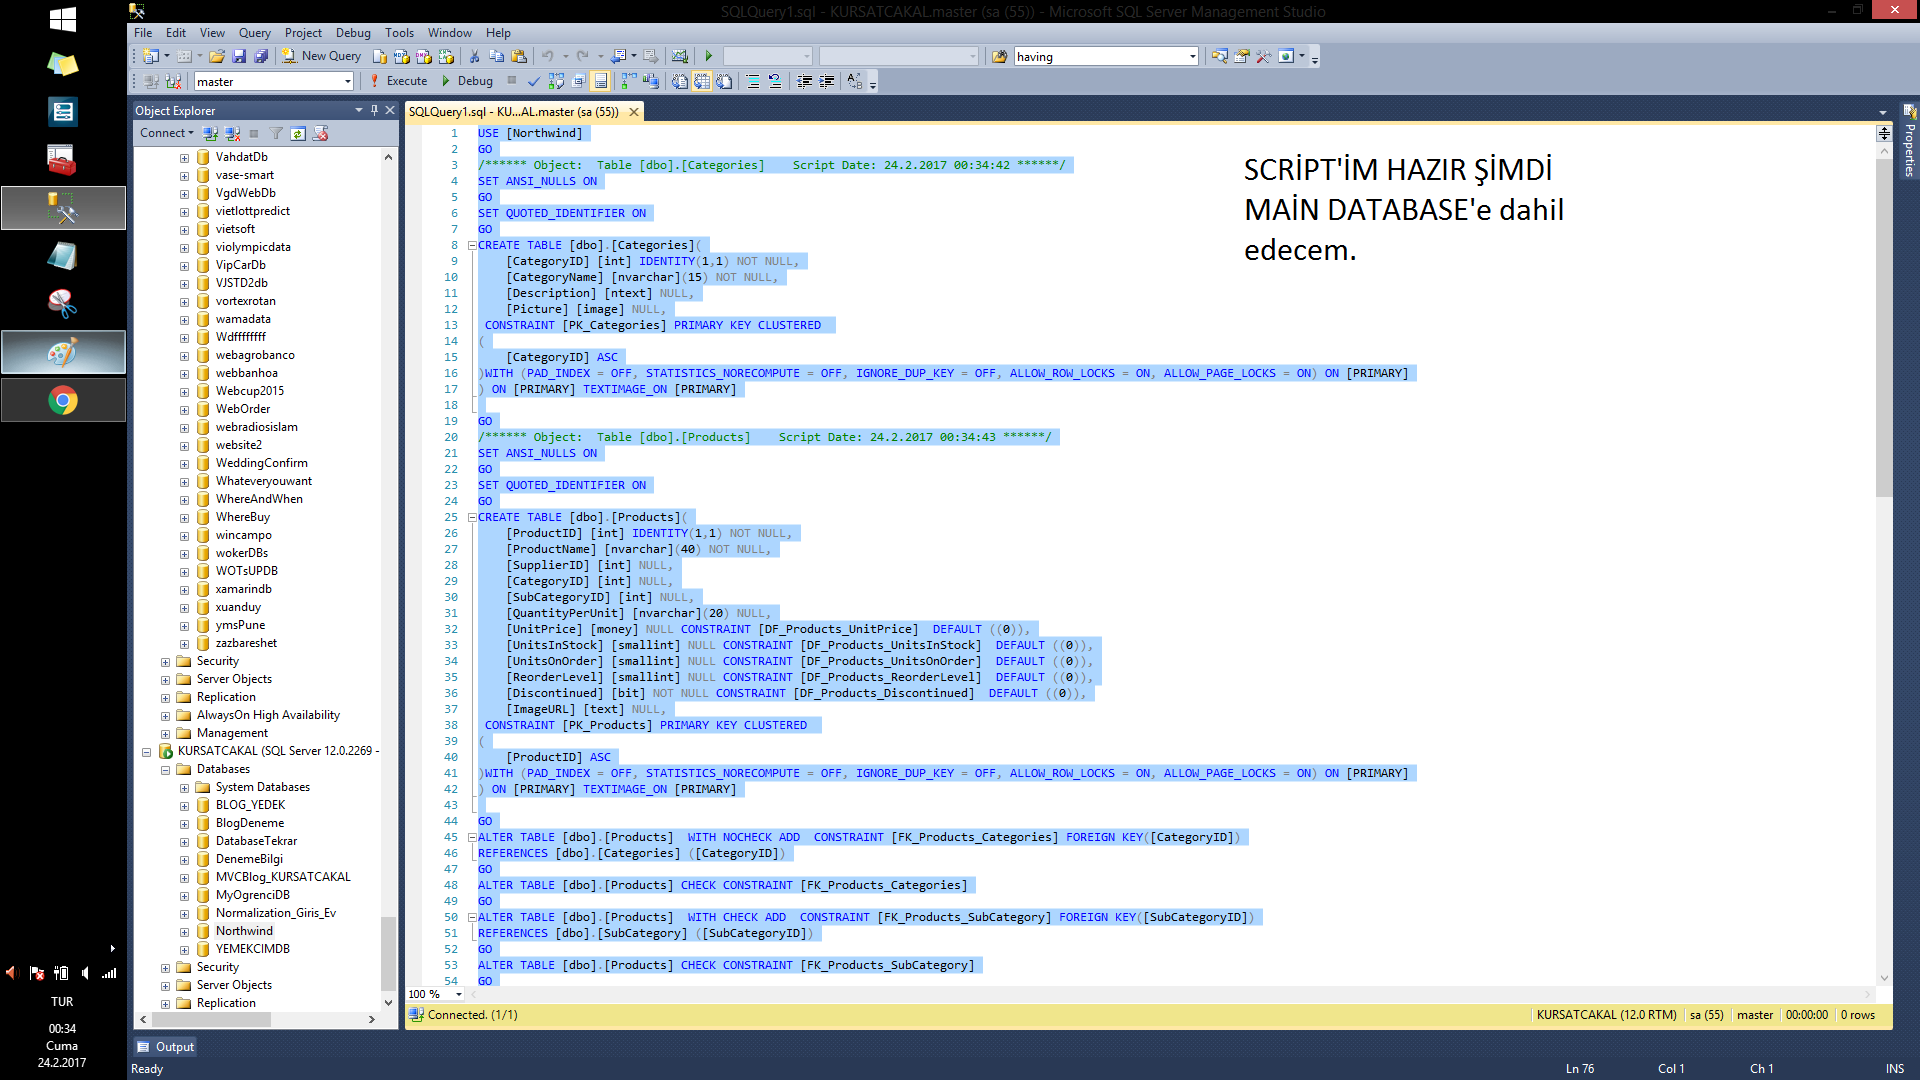 SQLQuery1.sql - KURSATCAKAL.master (sa (55)) - Microsoft SQL Server Management Studio
File Edit View Query Project Debug Tools Window Help
New Query
having
master
Execute
Debug
Object Explorer
Connect
VahdatDb
vase-smart
VgdWebDb
vietlottpredict
vietsoft
violympicdata
VipCarDb
VJSTD2db
vortexrotan
wamadata
Wdffffffff
webagrobanco
webbanhoa
Webcup2015
WebOrder
webradiosislam
website2
WeddingConfirm
Whateveryouwant
WhereAndWhen
WhereBuy
wincampo
wokerDBs
WOTsUPDB
xamarindb
xuanduy
ymsPune
zazbareshet
Security
Server Objects
Replication
AlwaysOn High Availability
Management
KURSATCAKAL (SQL Server 12.0.2269 -
Databases
System Databases
BLOG_YEDEK
BlogDeneme
DatabaseTekrar
DenemeBilgi
MVCBlog_KURSATCAKAL
MyOgrenciDB
Normalization_Giris_Ev
Northwind
YEMEKCIMDB
Security
Server Objects
Replication
SQLQuery1.sql - KU...AL.master (sa (55))
1 USE [Northwind]
2 GO
3 /****** Object:  Table [dbo].[Categories]    Script Date: 24.2.2017 00:34:42 ******/
4 SET ANSI_NULLS ON
5 GO
6 SET QUOTED_IDENTIFIER ON
7 GO
8 CREATE TABLE [dbo].[Categories](
9 [CategoryID] [int] IDENTITY(1,1) NOT NULL,
10 [CategoryName] [nvarchar](15) NOT NULL,
11 [Description] [ntext] NULL,
12 [Picture] [image] NULL,
13 CONSTRAINT [PK_Categories] PRIMARY KEY CLUSTERED
14 (
15 [CategoryID] ASC
16 )WITH (PAD_INDEX = OFF, STATISTICS_NORECOMPUTE = OFF, IGNORE_DUP_KEY = OFF, ALLOW_ROW_LOCKS = ON, ALLOW_PAGE_LOCKS = ON) ON [PRIMARY]
17 ) ON [PRIMARY] TEXTIMAGE_ON [PRIMARY]
18
19 GO
20 /****** Object:  Table [dbo].[Products]    Script Date: 24.2.2017 00:34:43 ******/
21 SET ANSI_NULLS ON
22 GO
23 SET QUOTED_IDENTIFIER ON
24 GO
25 CREATE TABLE [dbo].[Products](
26 [ProductID] [int] IDENTITY(1,1) NOT NULL,
27 [ProductName] [nvarchar](40) NOT NULL,
28 [SupplierID] [int] NULL,
29 [CategoryID] [int] NULL,
30 [SubCategoryID] [int] NULL,
31 [QuantityPerUnit] [nvarchar](20) NULL,
32 [UnitPrice] [money] NULL CONSTRAINT [DF_Products_UnitPrice]  DEFAULT ((0)),
33 [UnitsInStock] [smallint] NULL CONSTRAINT [DF_Products_UnitsInStock]  DEFAULT ((0)),
34 [UnitsOnOrder] [smallint] NULL CONSTRAINT [DF_Products_UnitsOnOrder]  DEFAULT ((0)),
35 [ReorderLevel] [smallint] NULL CONSTRAINT [DF_Products_ReorderLevel]  DEFAULT ((0)),
36 [Discontinued] [bit] NOT NULL CONSTRAINT [DF_Products_Discontinued]  DEFAULT ((0)),
37 [ImageURL] [text] NULL,
38 CONSTRAINT [PK_Products] PRIMARY KEY CLUSTERED
39 (
40 [ProductID] ASC
41 )WITH (PAD_INDEX = OFF, STATISTICS_NORECOMPUTE = OFF, IGNORE_DUP_KEY = OFF, ALLOW_ROW_LOCKS = ON, ALLOW_PAGE_LOCKS = ON) ON [PRIMARY]
42 ) ON [PRIMARY] TEXTIMAGE_ON [PRIMARY]
43
44 GO
45 ALTER TABLE [dbo].[Products]  WITH NOCHECK ADD  CONSTRAINT [FK_Products_Categories] FOREIGN KEY([CategoryID])
46 REFERENCES [dbo].[Categories] ([CategoryID])
47 GO
48 ALTER TABLE [dbo].[Products] CHECK CONSTRAINT [FK_Products_Categories]
49 GO
50 ALTER TABLE [dbo].[Products]  WITH CHECK ADD  CONSTRAINT [FK_Products_SubCategory] FOREIGN KEY([SubCategoryID])
51 REFERENCES [dbo].[SubCategory] ([SubCategoryID])
52 GO
53 ALTER TABLE [dbo].[Products] CHECK CONSTRAINT [FK_Products_SubCategory]
54 GO
SCRİPT'İM HAZIR ŞİMDİ
MAİN DATABASE'e dahil
edecem.
Properties
100 %
Connected. (1/1)
KURSATCAKAL (12.0 RTM) sa (55) master 00:00:00 0 rows
Output
Ready
Ln 76 Col 1 Ch 1 INS
TUR
00:34
Cuma
24.2.2017